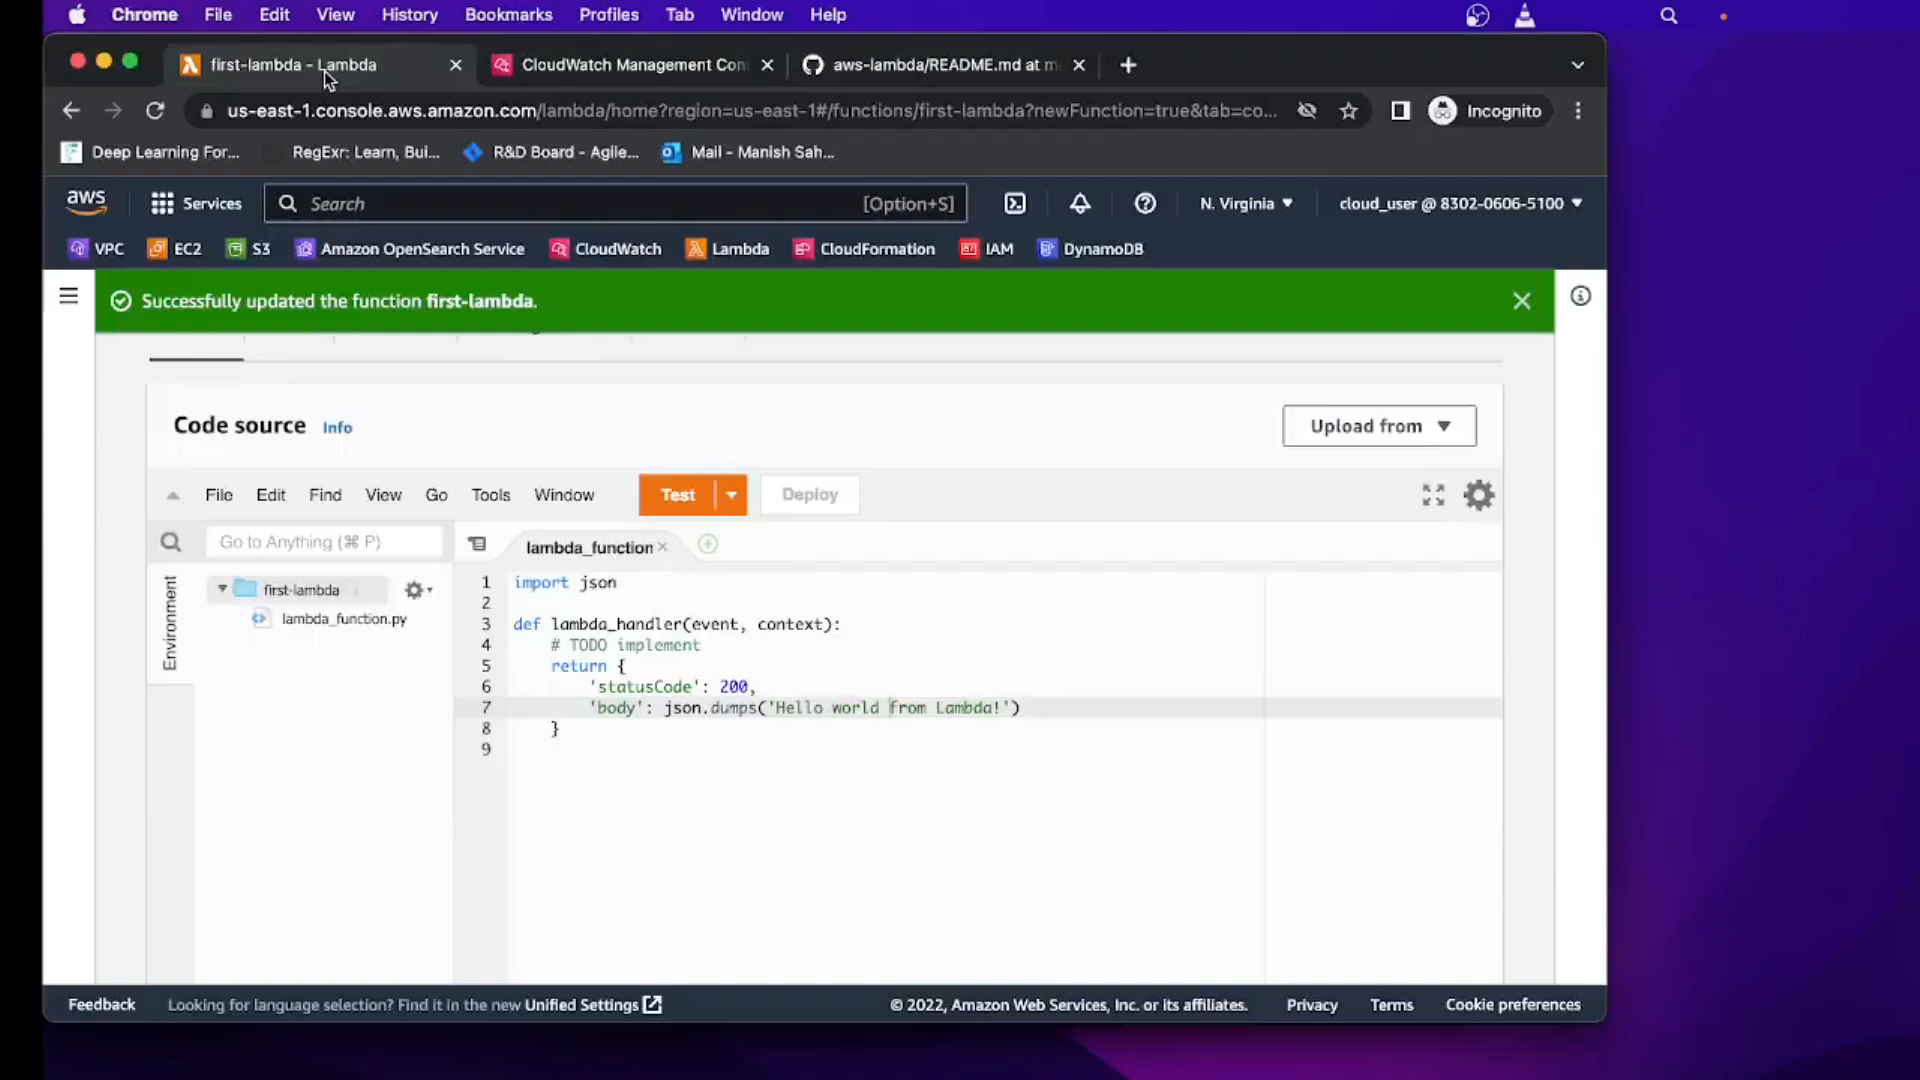 Chrome File Edit View History Bookmarks Profiles Tab Window Help
first-lambda - Lambda CloudWatch Management Con aws-lambda/README.md at m
us-east-1.console.aws.amazon.com/lambda/home?region=us-east-1#/functions/first-lambda?newFunction=true&tab=co... Incognito
Deep Learning For... RegExr: Learn, Bui... R&D Board - Agile... Mail - Manish Sah...
aws Services Search [Option+S] N. Virginia ▼ cloud_user @ 8302-0606-5100 ▼
VPC EC2 S3 Amazon OpenSearch Service CloudWatch Lambda CloudFormation IAM DynamoDB
Successfully updated the function first-lambda.
Code source Info Upload from ▼
File Edit Find View Go Tools Window Test Deploy
Go to Anything (⌘ P) lambda_function
Environment
first-lambda
lambda_function.py
1 import json
2
3 def lambda_handler(event, context):
4 # TODO implement
5 return {
6 'statusCode': 200,
7 'body': json.dumps('Hello world from Lambda!')
8 }
9
Feedback Looking for language selection? Find it in the new Unified Settings © 2022, Amazon Web Services, Inc. or its affiliates. Privacy Terms Cookie preferences